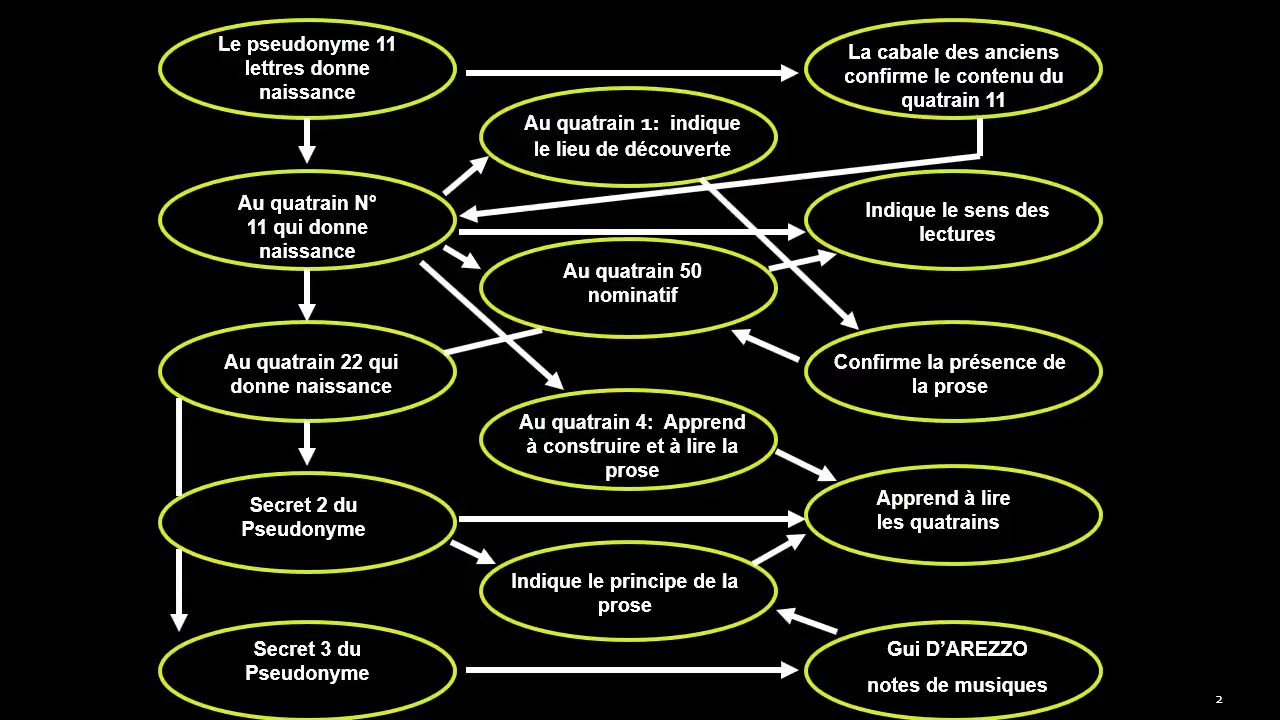 Le pseudonyme 11
lettres donne
naissance
La cabale des anciens
confirme le contenu du
quatrain 11
Au quatrain 1:  indique
le lieu de découverte
Au quatrain N°
11 qui donne
naissance
Indique le sens des
lectures
Au quatrain 50
nominatif
Au quatrain 22 qui
donne naissance
Confirme la présence de
la prose
Au quatrain 4:  Apprend
à construire et à lire la
prose
Secret 2 du
Pseudonyme
Apprend à lire
les quatrains
Indique le principe de la
prose
Secret 3 du
Pseudonyme
Gui D’AREZZO
notes de musiques
2